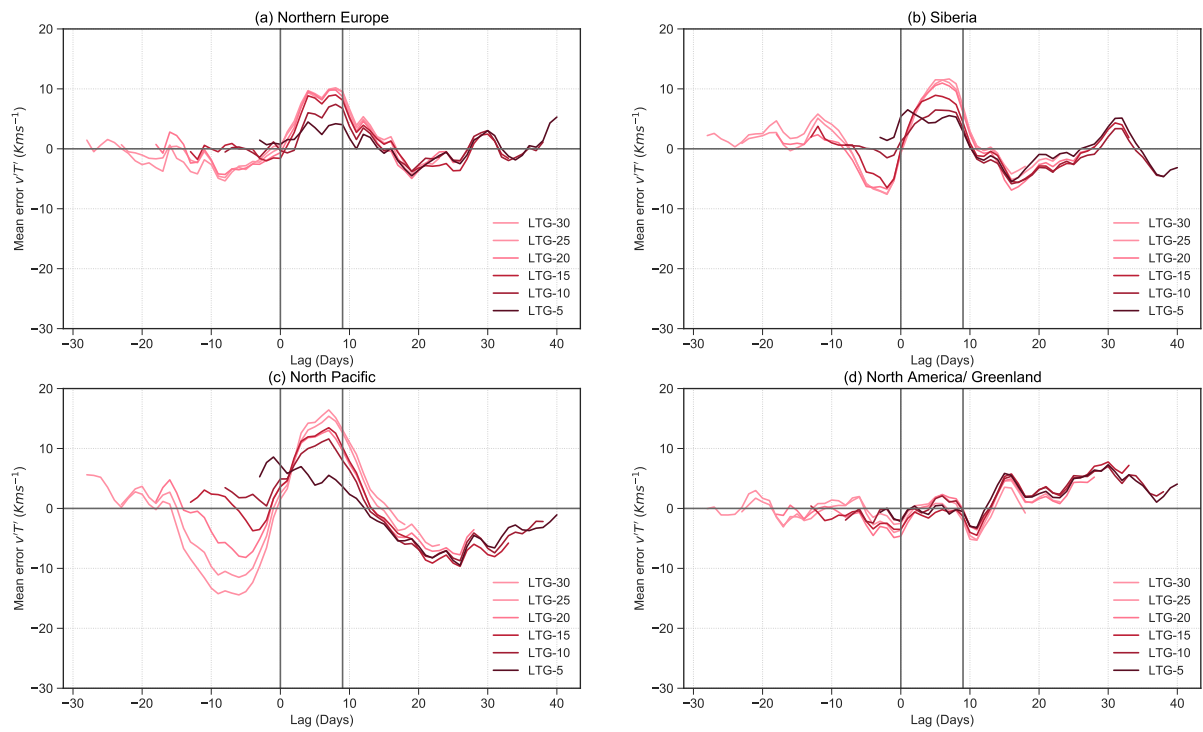 (a) Northern Europe
Mean error v′T′ (Kms⁻¹)
20
10
0
−10
−20
−30
LTG-30
LTG-25
LTG-20
LTG-15
LTG-10
LTG-5
−30 −20 −10 0 10 20 30 40
Lag (Days)
(b) Siberia
Mean error v′T′ (Kms⁻¹)
20
10
0
−10
−20
−30
LTG-30
LTG-25
LTG-20
LTG-15
LTG-10
LTG-5
−30 −20 −10 0 10 20 30 40
Lag (Days)
(c) North Pacific
Mean error v′T′ (Kms⁻¹)
20
10
0
−10
−20
−30
LTG-30
LTG-25
LTG-20
LTG-15
LTG-10
LTG-5
−30 −20 −10 0 10 20 30 40
Lag (Days)
(d) North America/ Greenland
Mean error v′T′ (Kms⁻¹)
20
10
0
−10
−20
−30
LTG-30
LTG-25
LTG-20
LTG-15
LTG-10
LTG-5
−30 −20 −10 0 10 20 30 40
Lag (Days)